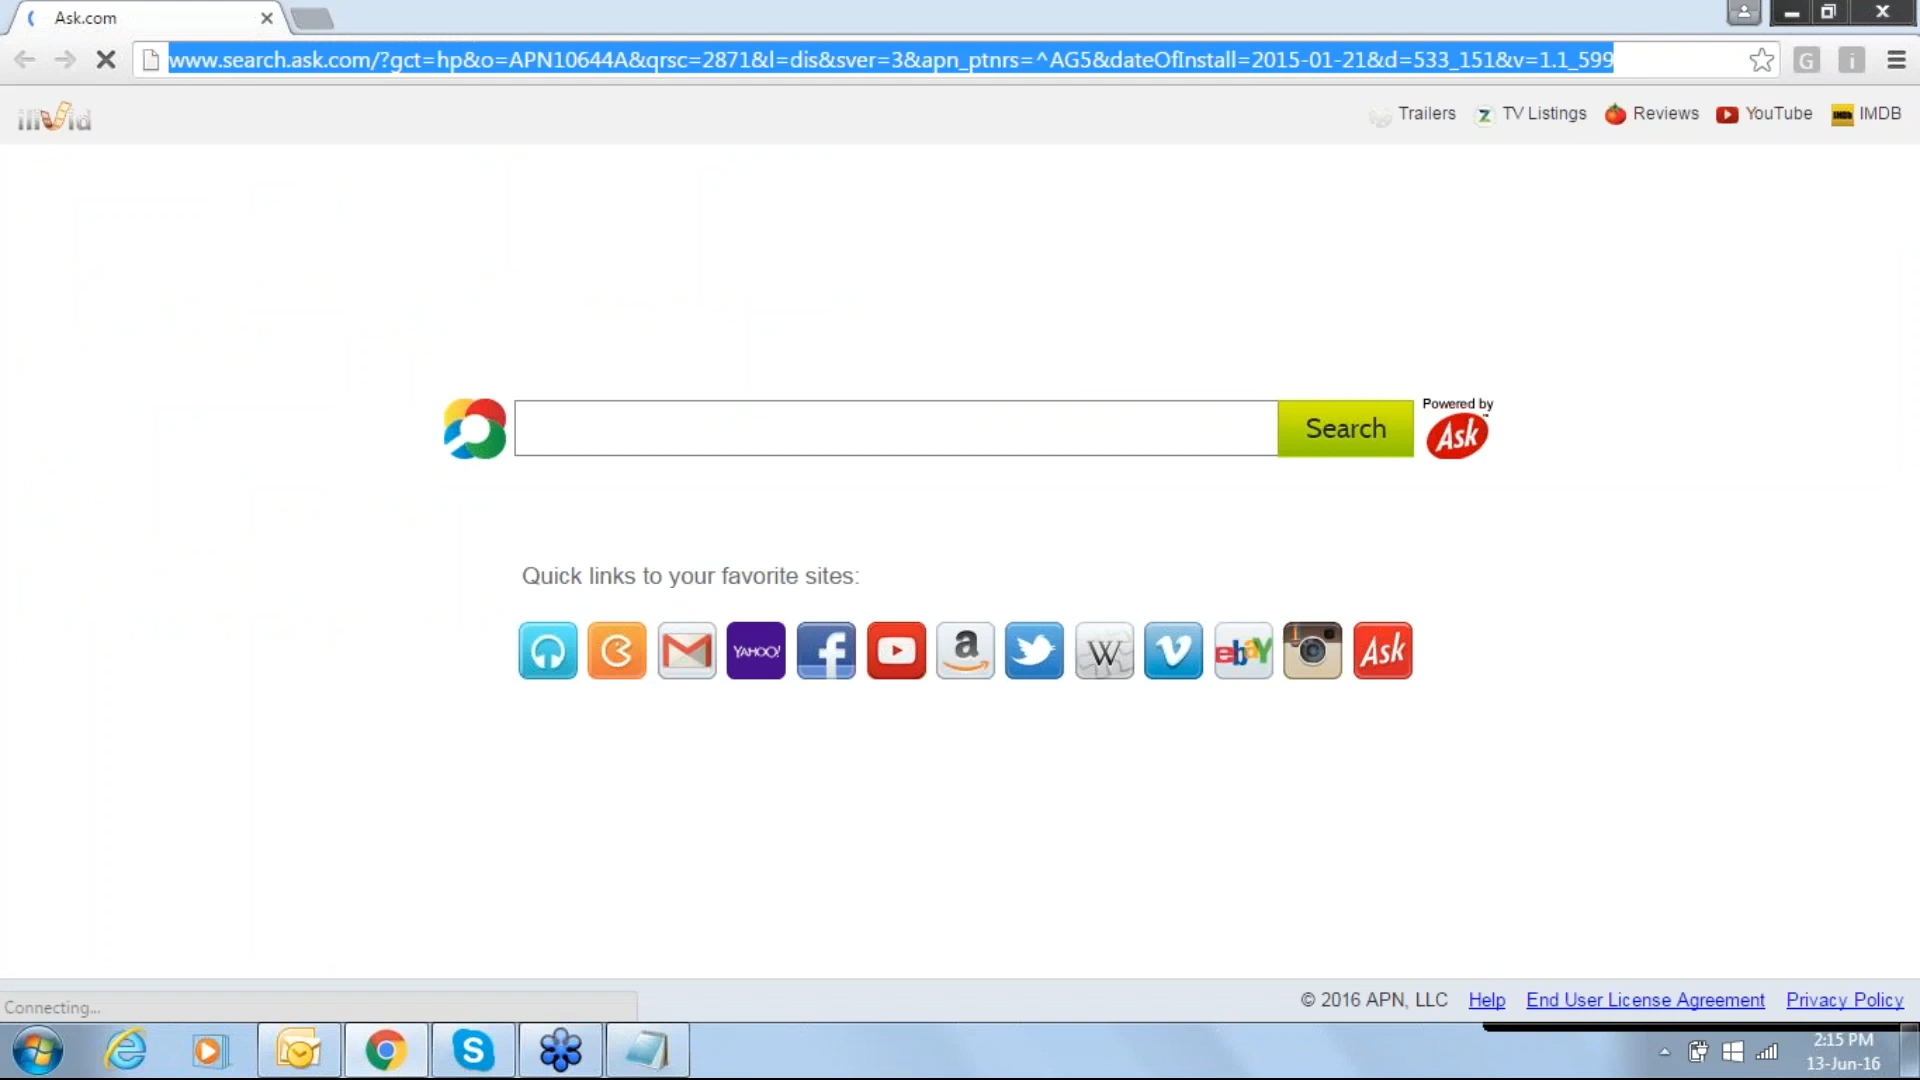 Ask.com
www.search.ask.com/?gct=hp&o=APN10644A&qrsc=2871&l=dis&sver=3&apn_ptnrs=^AG5&dateOfInstall=2015-01-21&d=533_151&v=1.1_599
ilivid
Trailers
TV Listings
Reviews
YouTube
IMDB
Search
Powered by
Ask
Quick links to your favorite sites:
YAHOO!
a
W
ebay
Ask
© 2016 APN, LLC
Help
End User License Agreement
Privacy Policy
Connecting...
2:15 PM
13-Jun-16